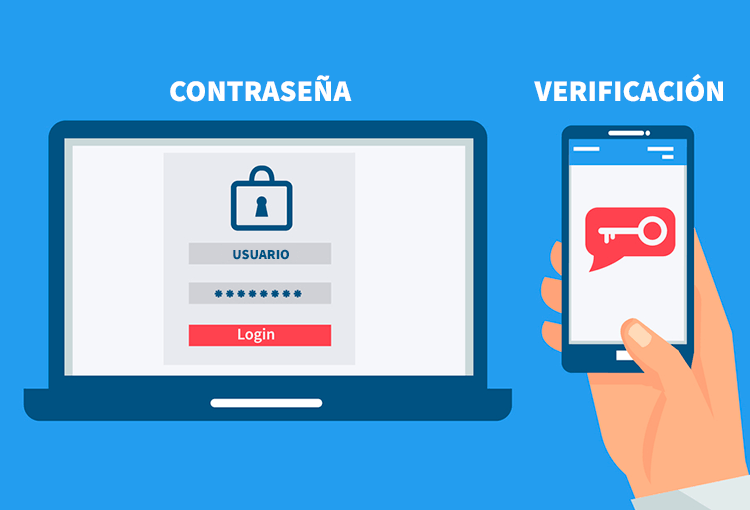 CONTRASEÑA
VERIFICACIÓN
USUARIO
********
Login